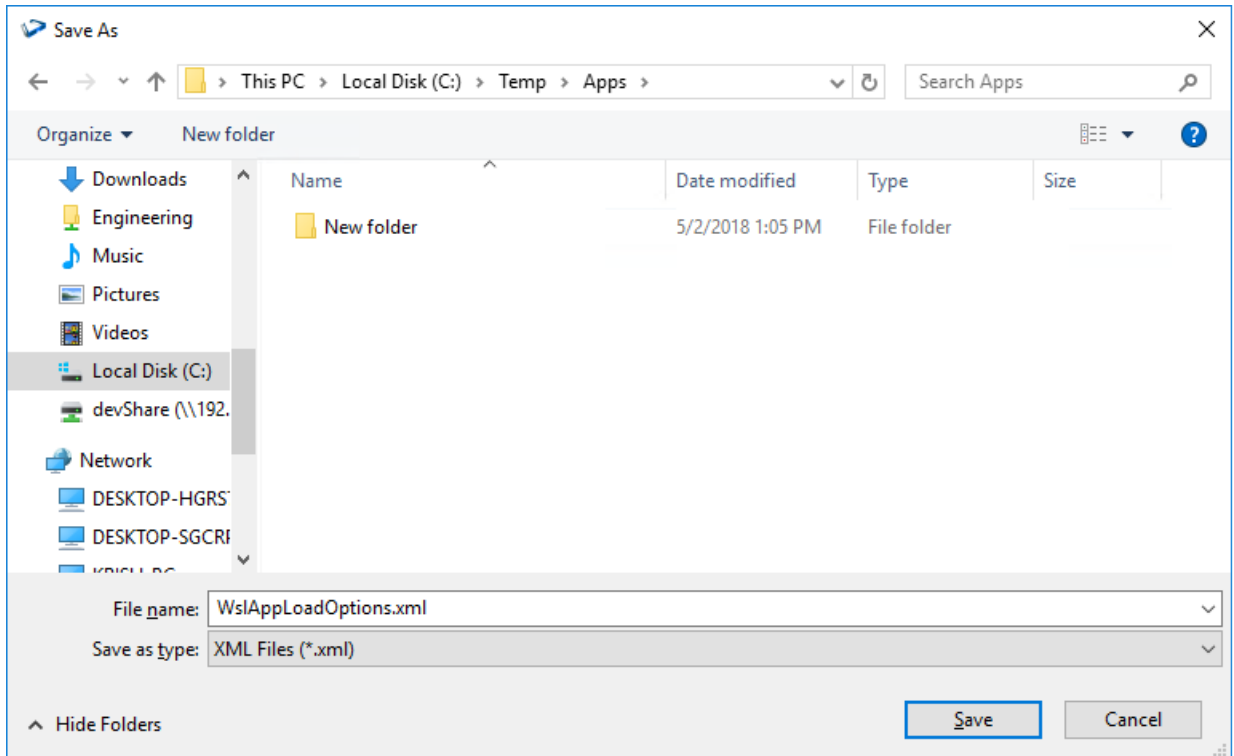 Save As
This PC > Local Disk (C:) > Temp > Apps >
Search Apps
Organize
New folder
?
Downloads
Engineering
Music
Pictures
Videos
Local Disk (C:)
devShare (\\192.
Network
DESKTOP-HGRS
DESKTOP-SGCR
Name
Date modified
Type
Size
New folder
5/2/2018 1:05 PM
File folder
File name: WslAppLoadOptions.xml
Save as type: XML Files (*.xml)
Hide Folders
Save
Cancel